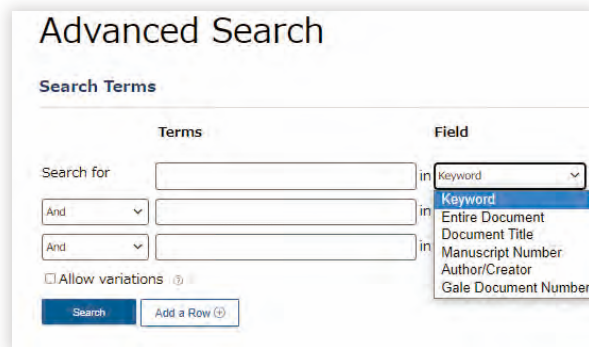 Advanced Search
Search Terms
Terms Field
Search for in Keyword
And in Keyword
Entire Document
And in Document Title
Manuscript Number
Allow variations Author/Creator
Gale Document Number
Search Add a Row